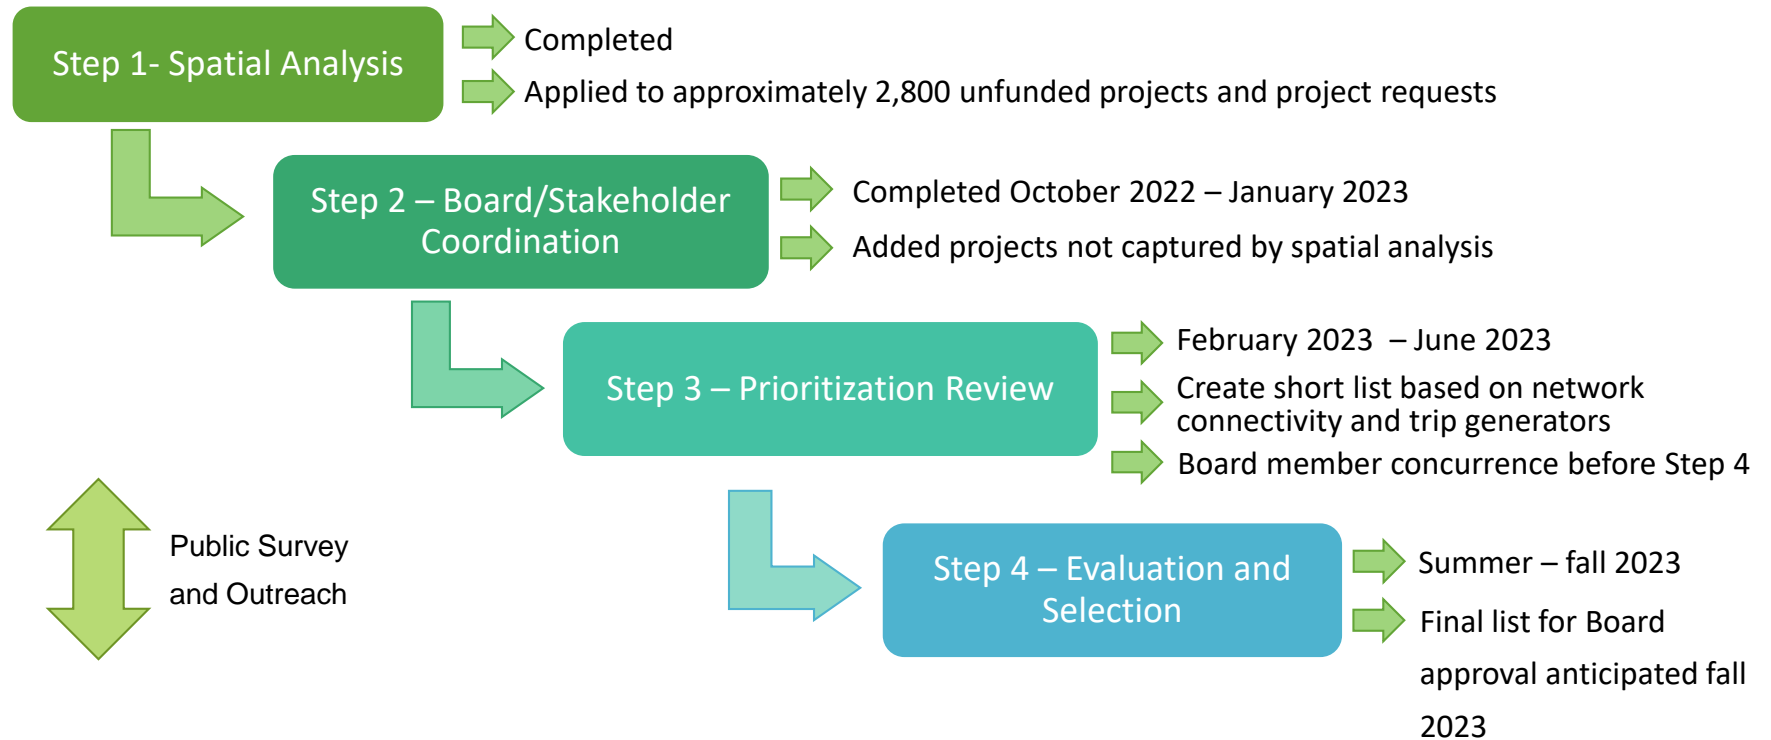 Step 1- Spatial Analysis
Completed
Applied to approximately 2,800 unfunded projects and project requests
Step 2 – Board/Stakeholder
Coordination
Completed October 2022 – January 2023
Added projects not captured by spatial analysis
Step 3 – Prioritization Review
February 2023 – June 2023
Create short list based on network
connectivity and trip generators
Board member concurrence before Step 4
Public Survey
and Outreach
Step 4 – Evaluation and
Selection
Summer – fall 2023
Final list for Board
approval anticipated fall
2023